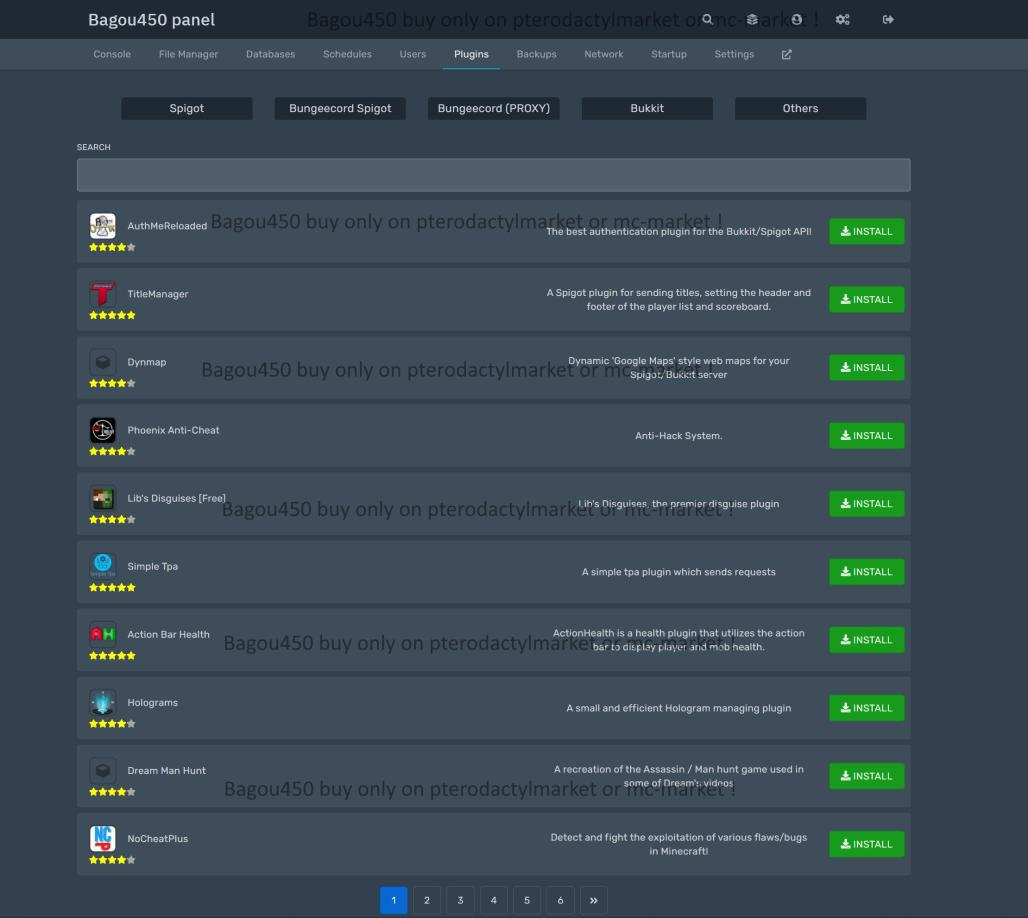 Bagou450 panel
Bagou450 buy only on pterodactylmarket or mc-market !
Console File Manager Databases Schedules Users Plugins Backups Network Startup Settings
Spigot Bungeecord Spigot Bungeecord (PROXY) Bukkit Others
SEARCH
AuthMeReloaded
Bagou450 buy only on pterodactylmarket or mc-market !
The best authentication plugin for the Bukkit/Spigot API!
INSTALL
TitleManager
A Spigot plugin for sending titles, setting the header and
footer of the player list and scoreboard.
INSTALL
Dynmap
Bagou450 buy only on pterodactylmarket or mc-market !
Dynamic 'Google Maps' style web maps for your
Spigot/Bukkit server
INSTALL
Phoenix Anti-Cheat
Anti-Hack System.
INSTALL
Lib's Disguises [Free]
Bagou450 buy only on pterodactylmarket or mc-market !
Lib's Disguises, the premier disguise plugin
INSTALL
Simple Tpa
A simple tpa plugin which sends requests
INSTALL
AH
Action Bar Health
Bagou450 buy only on pterodactylmarket or mc-market !
ActionHealth is a health plugin that utilizes the action
bar to display player and mob health.
INSTALL
Holograms
A small and efficient Hologram managing plugin
INSTALL
Dream Man Hunt
Bagou450 buy only on pterodactylmarket or mc-market !
A recreation of the Assassin / Man hunt game used in
some of Dream's videos
INSTALL
NCP
NoCheatPlus
Detect and fight the exploitation of various flaws/bugs
in Minecraft!
INSTALL
1 2 3 4 5 6 »